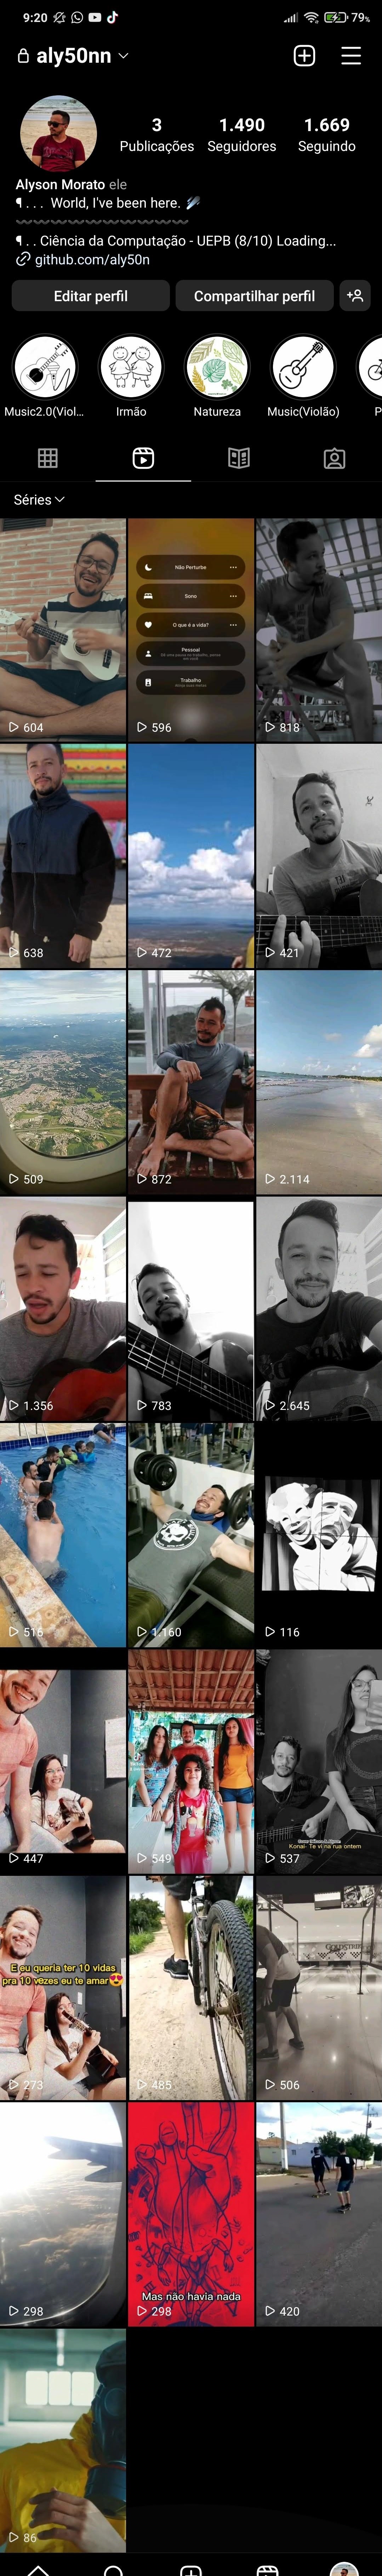 9:20
79%
aly50nn
3
1.490
1.669
Publicações
Seguidores
Seguindo
Alyson Morato ele
¶ . . . World, I've been here.
¶ . . Ciência da Computação - UEPB (8/10) Loading...
github.com/aly50n
Editar perfil
Compartilhar perfil
Music2.0(Viol...
Irmão
Natureza
Music(Violão)
P
Séries
Não Perturbe
Sono
O que é a vida?
Pessoal
Trabalho
604
596
818
638
472
421
509
872
2.114
1.356
783
2.645
516
1.160
116
447
549
Konai- Te vi na rua ontem
537
E eu queria ter 10 vidas
pra 10 vezes eu te amar😍
273
485
506
298
Mas não havia nada
298
420
86